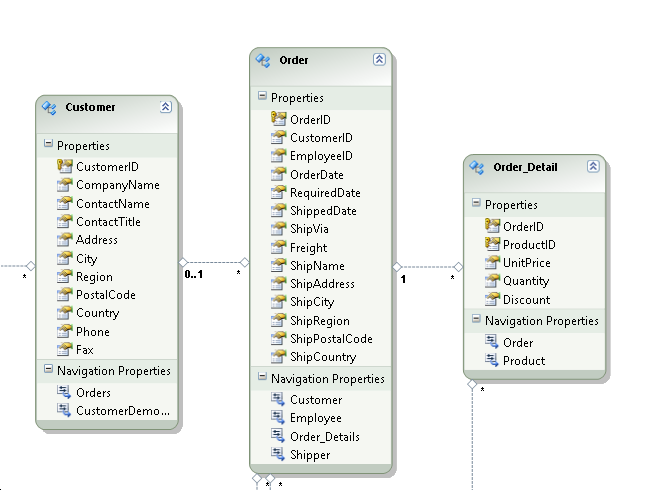 Customer
Properties
CustomerID
CompanyName
ContactName
ContactTitle
Address
City
Region
PostalCode
Country
Phone
Fax
Navigation Properties
Orders
CustomerDemo...
*
0..1
*
Order
Properties
OrderID
CustomerID
EmployeeID
OrderDate
RequiredDate
ShippedDate
ShipVia
Freight
ShipName
ShipAddress
ShipCity
ShipRegion
ShipPostalCode
ShipCountry
Navigation Properties
Customer
Employee
Order_Details
Shipper
* *
1
*
Order_Detail
Properties
OrderID
ProductID
UnitPrice
Quantity
Discount
Navigation Properties
Order
Product
*